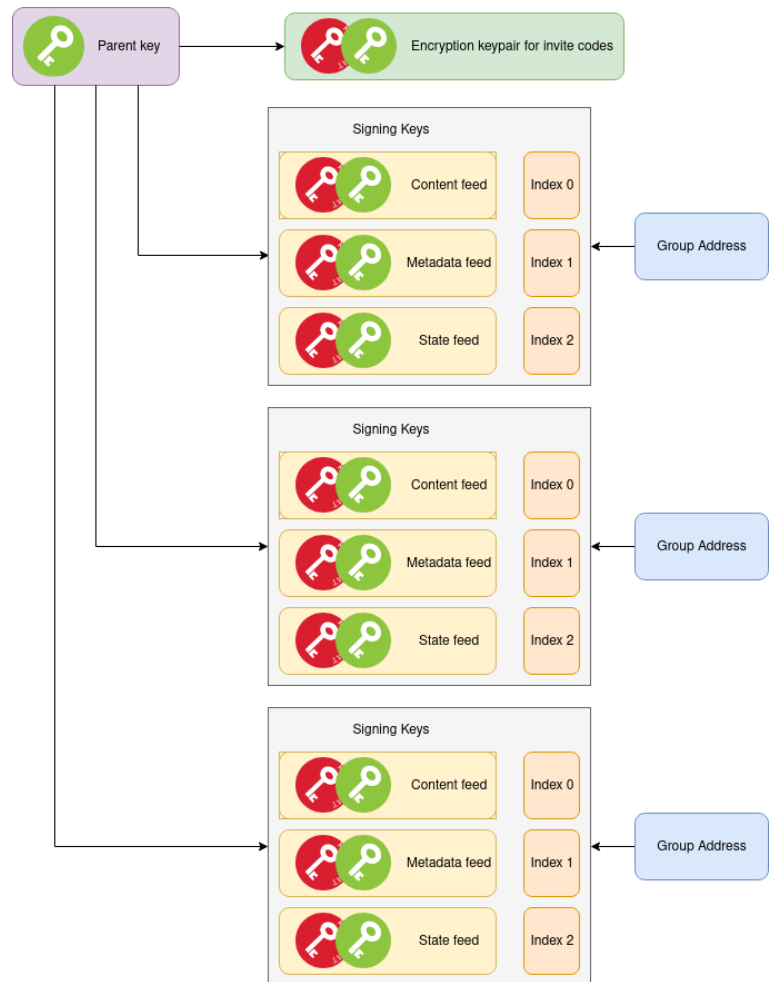 Parent key
Encryption keypair for invite codes
Signing Keys
Content feed
Index 0
Metadata feed
Index 1
State feed
Index 2
Group Address
Signing Keys
Content feed
Index 0
Metadata feed
Index 1
State feed
Index 2
Group Address
Signing Keys
Content feed
Index 0
Metadata feed
Index 1
State feed
Index 2
Group Address